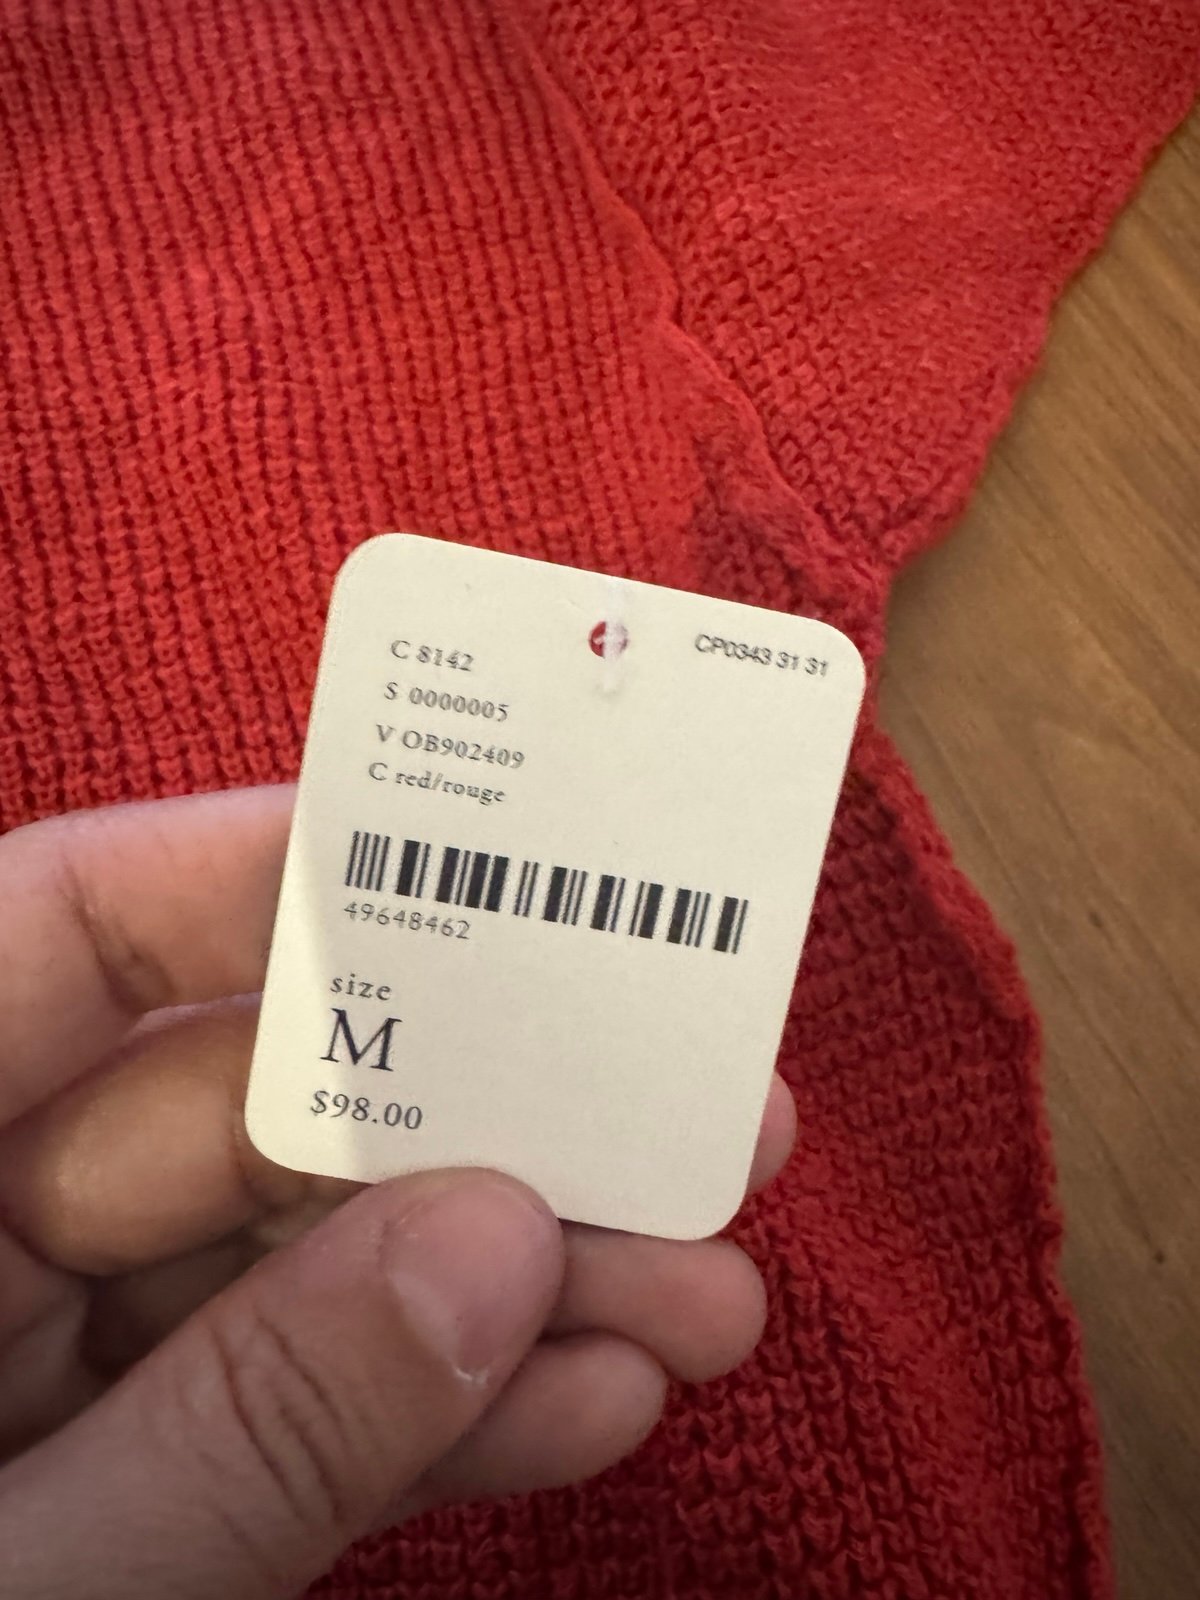 CP0343 31 31
C 8142
S 0000005
V OB902409
C red/rouge
49648462
size
M
$98.00